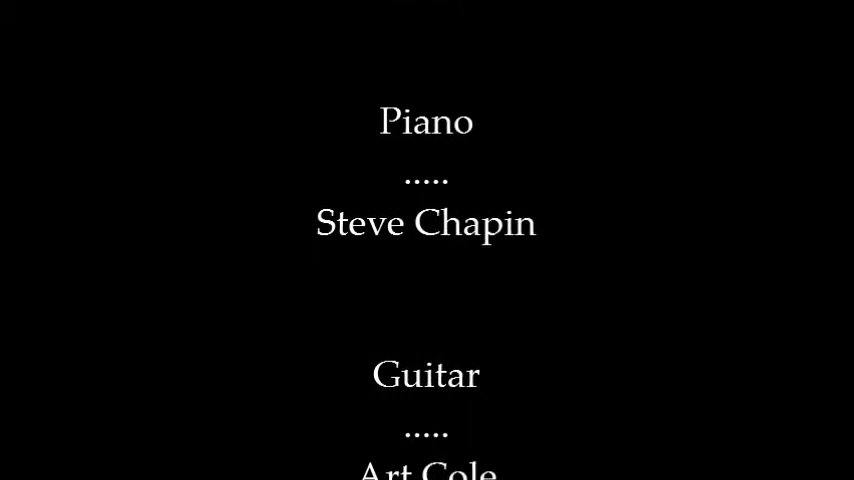 Piano
.....
Steve Chapin
Guitar
.....
Art Cole